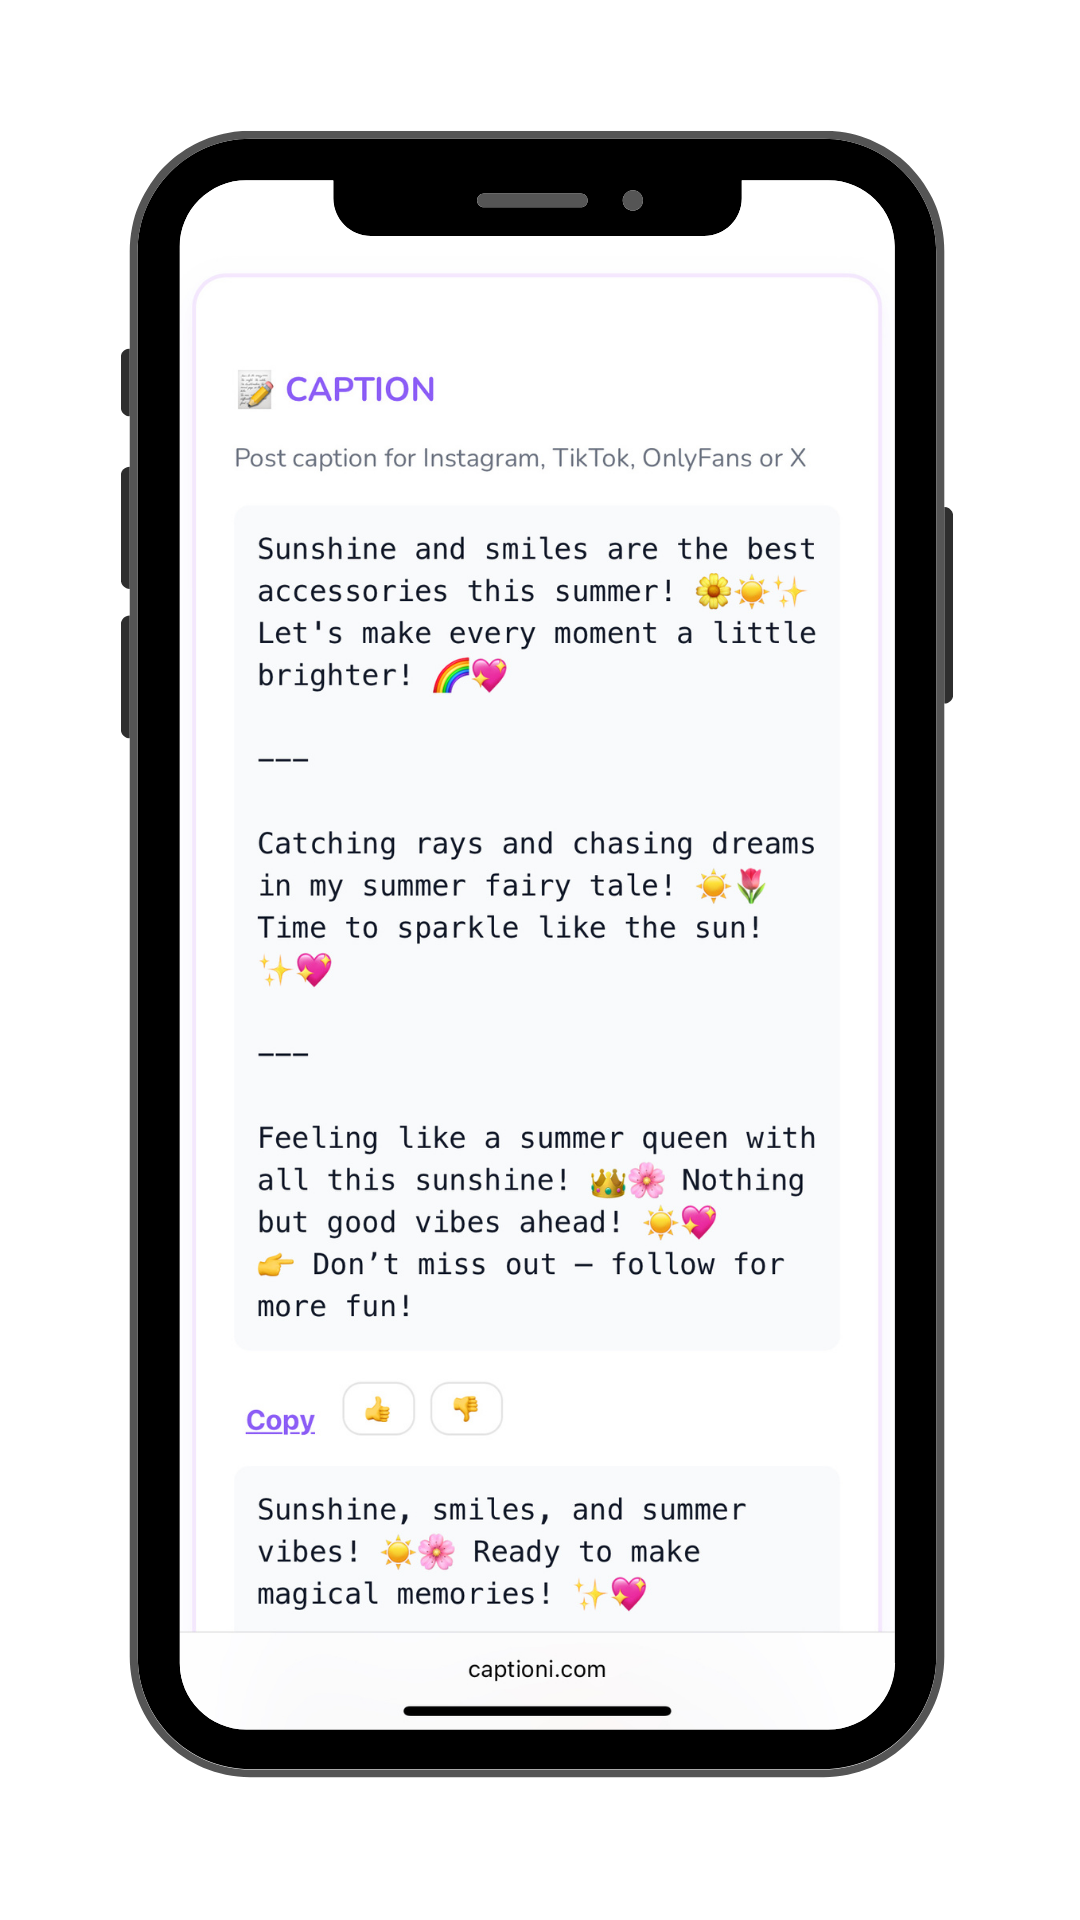 📝 CAPTION
Post caption for Instagram, TikTok, OnlyFans or X
Sunshine and smiles are the best
accessories this summer! 🌼☀️✨
Let's make every moment a little
brighter! 🌈💖
---
Catching rays and chasing dreams
in my summer fairy tale! ☀️🌷
Time to sparkle like the sun!
✨💖
---
Feeling like a summer queen with
all this sunshine! 👑🌸 Nothing
but good vibes ahead! ☀️💖
👉 Don’t miss out — follow for
more fun!
Copy 👍 👎
Sunshine, smiles, and summer
vibes! ☀️🌸 Ready to make
magical memories! ✨💖
captioni.com